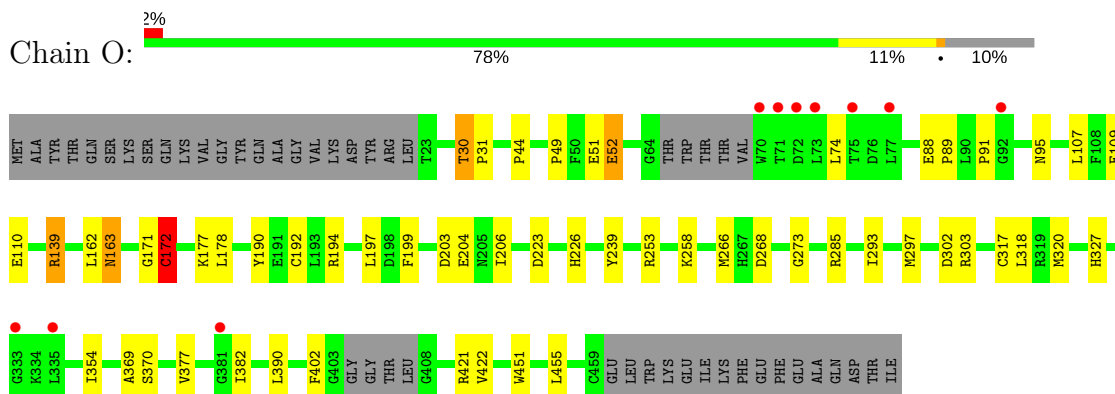 2%
Chain O:
78% 11% • 10%
MET ALA TYR THR GLN SER LYS SER GLN LYS VAL GLY TYR GLN ALA GLY VAL LYS ASP TYR ARG LEU T23 T30 P31 P44 P49 F50 E51 E52 G64 THR TRP THR THR VAL W70 T71 D72 L73 L74 T75 D76 L77 E88 P89 L90 P91 G92 N95 L107 F108 E109
E110 R139 L162 N163 G171 C172 K177 L178 Y190 E191 C192 L193 R194 L197 D198 F199 D203 E204 N205 I206 D223 H226 Y239 R253 K258 M266 H267 D268 G273 R285 I293 M297 D302 R303 C317 L318 R319 M320 H327
G333 K334 L335 I354 A369 S370 V377 G381 I382 L390 F402 G403 GLY GLY THR LEU G408 R421 V422 W451 L455 C459 GLU LEU TRP LYS GLU ILE LYS PHE GLU PHE GLU ALA GLN ASP THR ILE